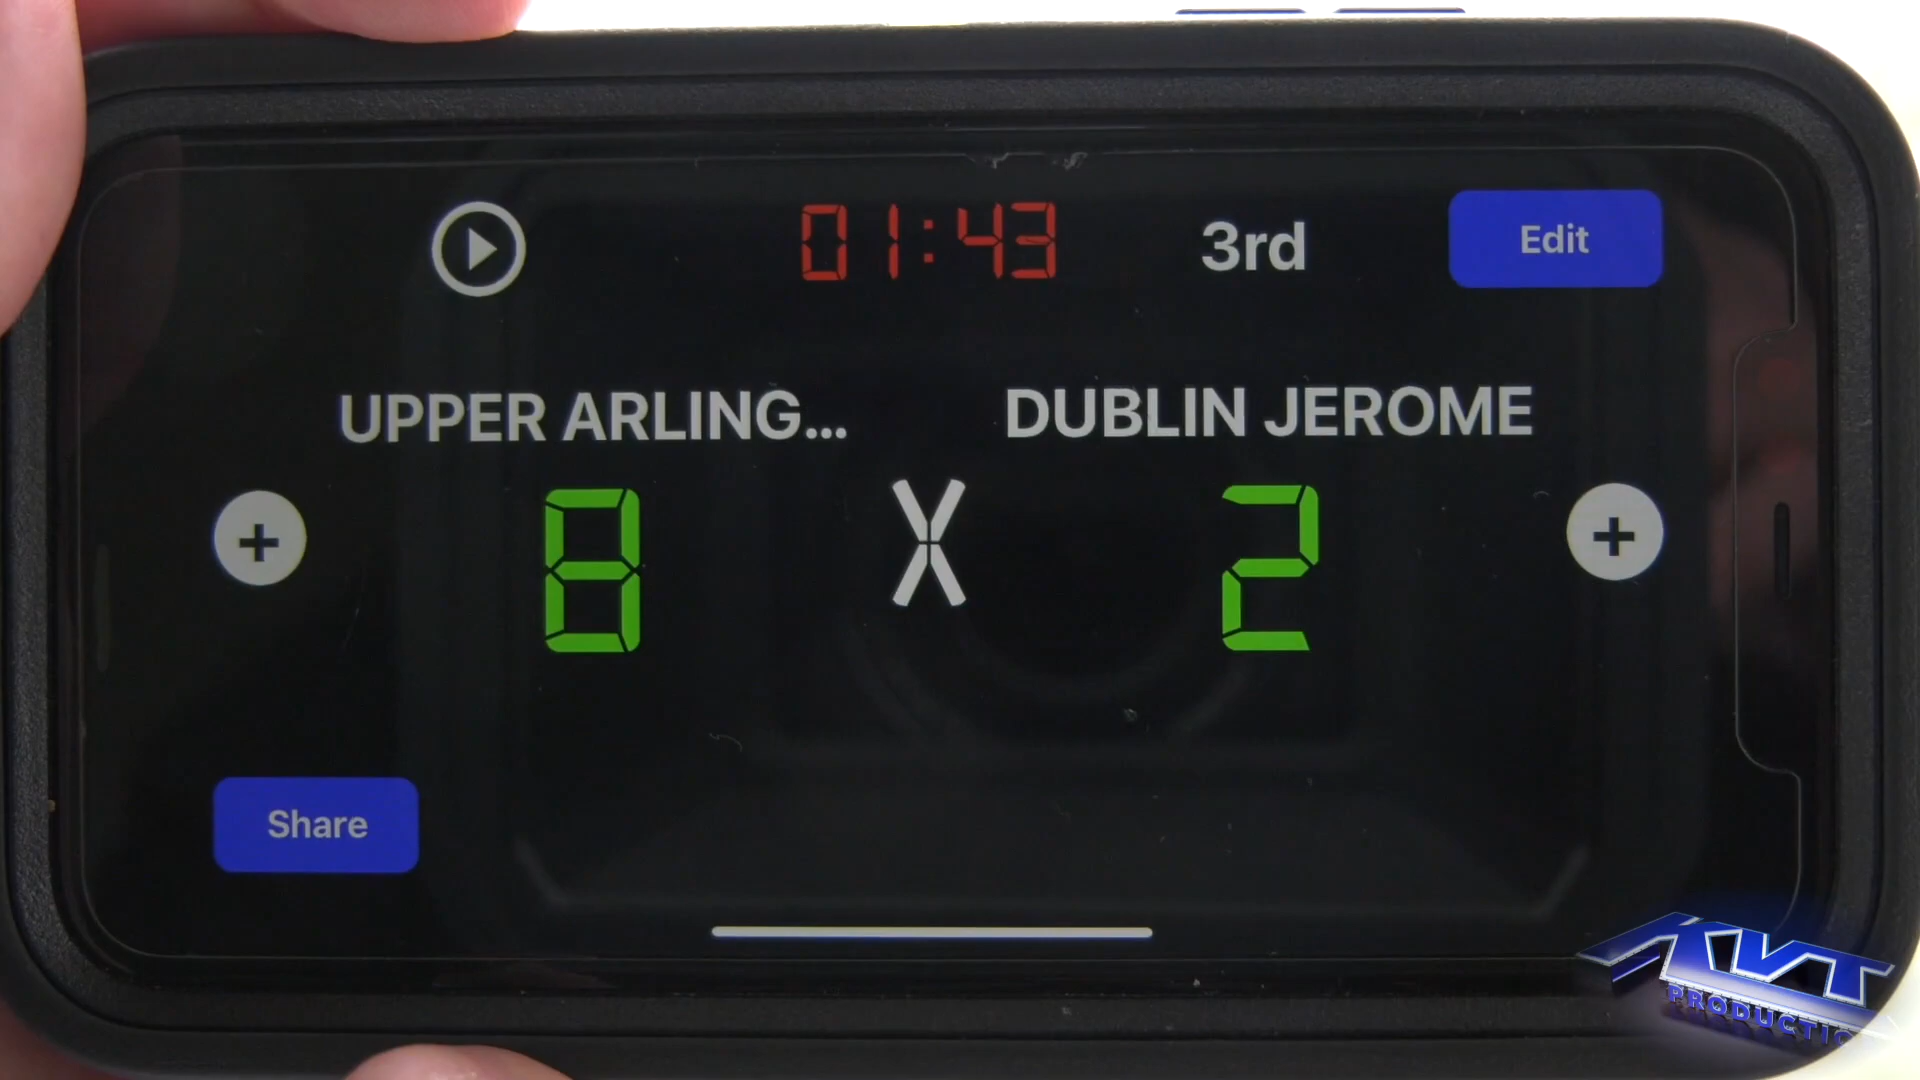 01:43 3rd Edit
UPPER ARLING... DUBLIN JEROME
+ 8 X 2 +
Share
PRODUCTIO